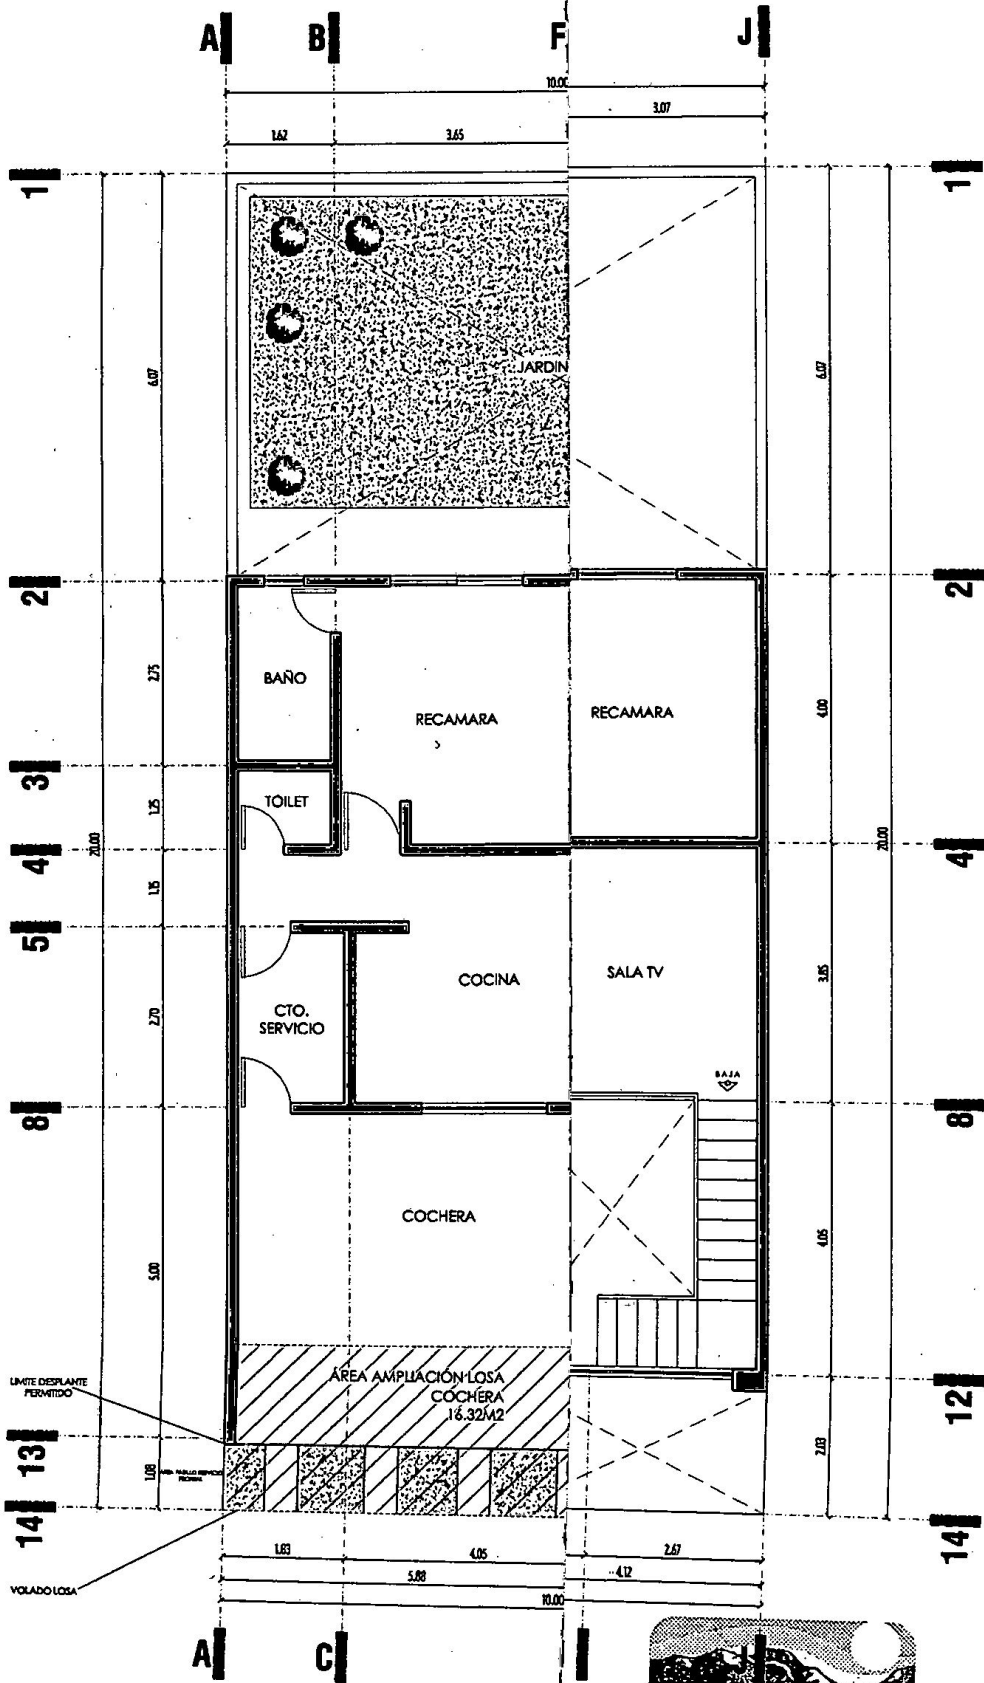 A B F J
10.00
3.07
1.62 3.65
1 1
6.07 6.07
JARDIN
2 2
BAÑO
2.75
RECAMARA RECAMARA
4.00
3
TOILET
1.25
20.00 20.00
4 4
1.15
5
COCINA SALA TV
3.85
CTO.
SERVICIO
2.70
BAJA
8 8
COCHERA
4.05
5.00
ÁREA AMPLIACIÓN LOSA
COCHERA
16.32M2
LIMITE DESPLANTE
PERMITIDO
12
13
2.03
1.08
14 14
VOLADO LOSA
1.83 4.05 2.67
5.88 4.12
10.00
A C J